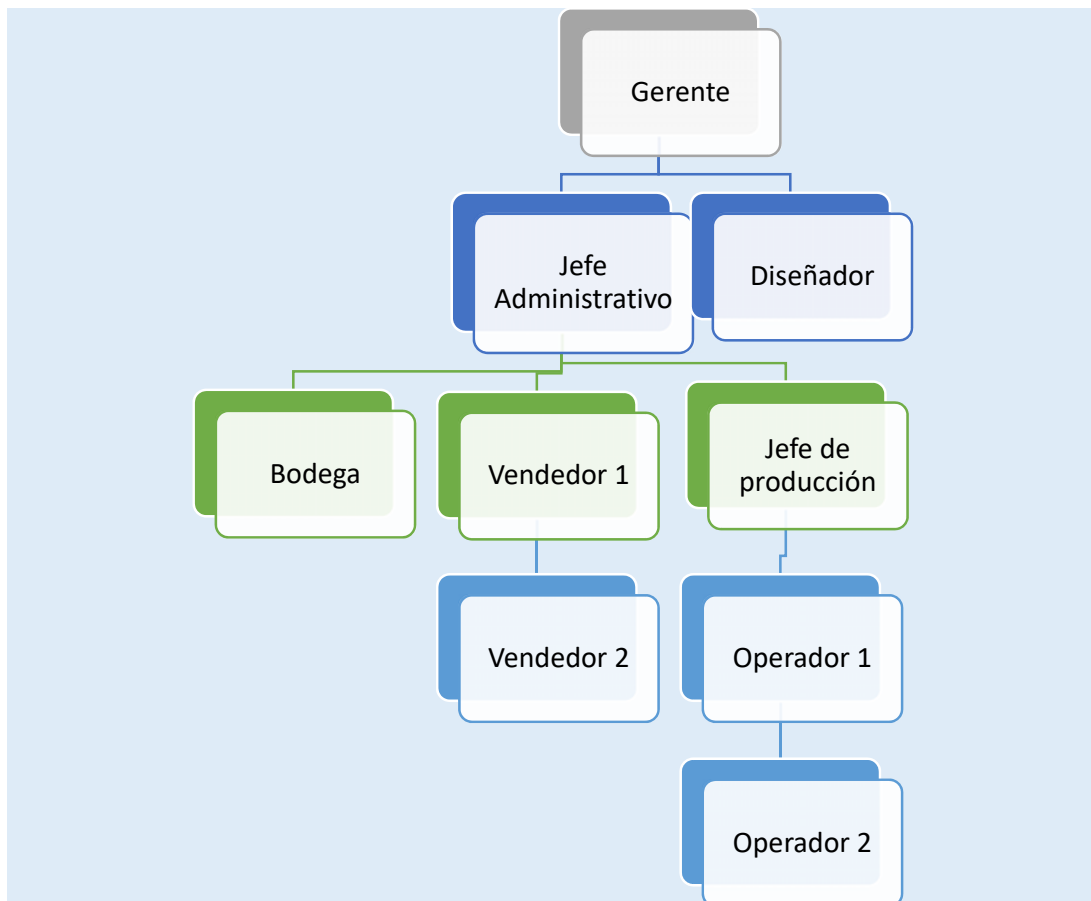 Gerente
Jefe
Administrativo
Diseñador
Bodega
Vendedor 1
Jefe de
producción
Vendedor 2
Operador 1
Operador 2